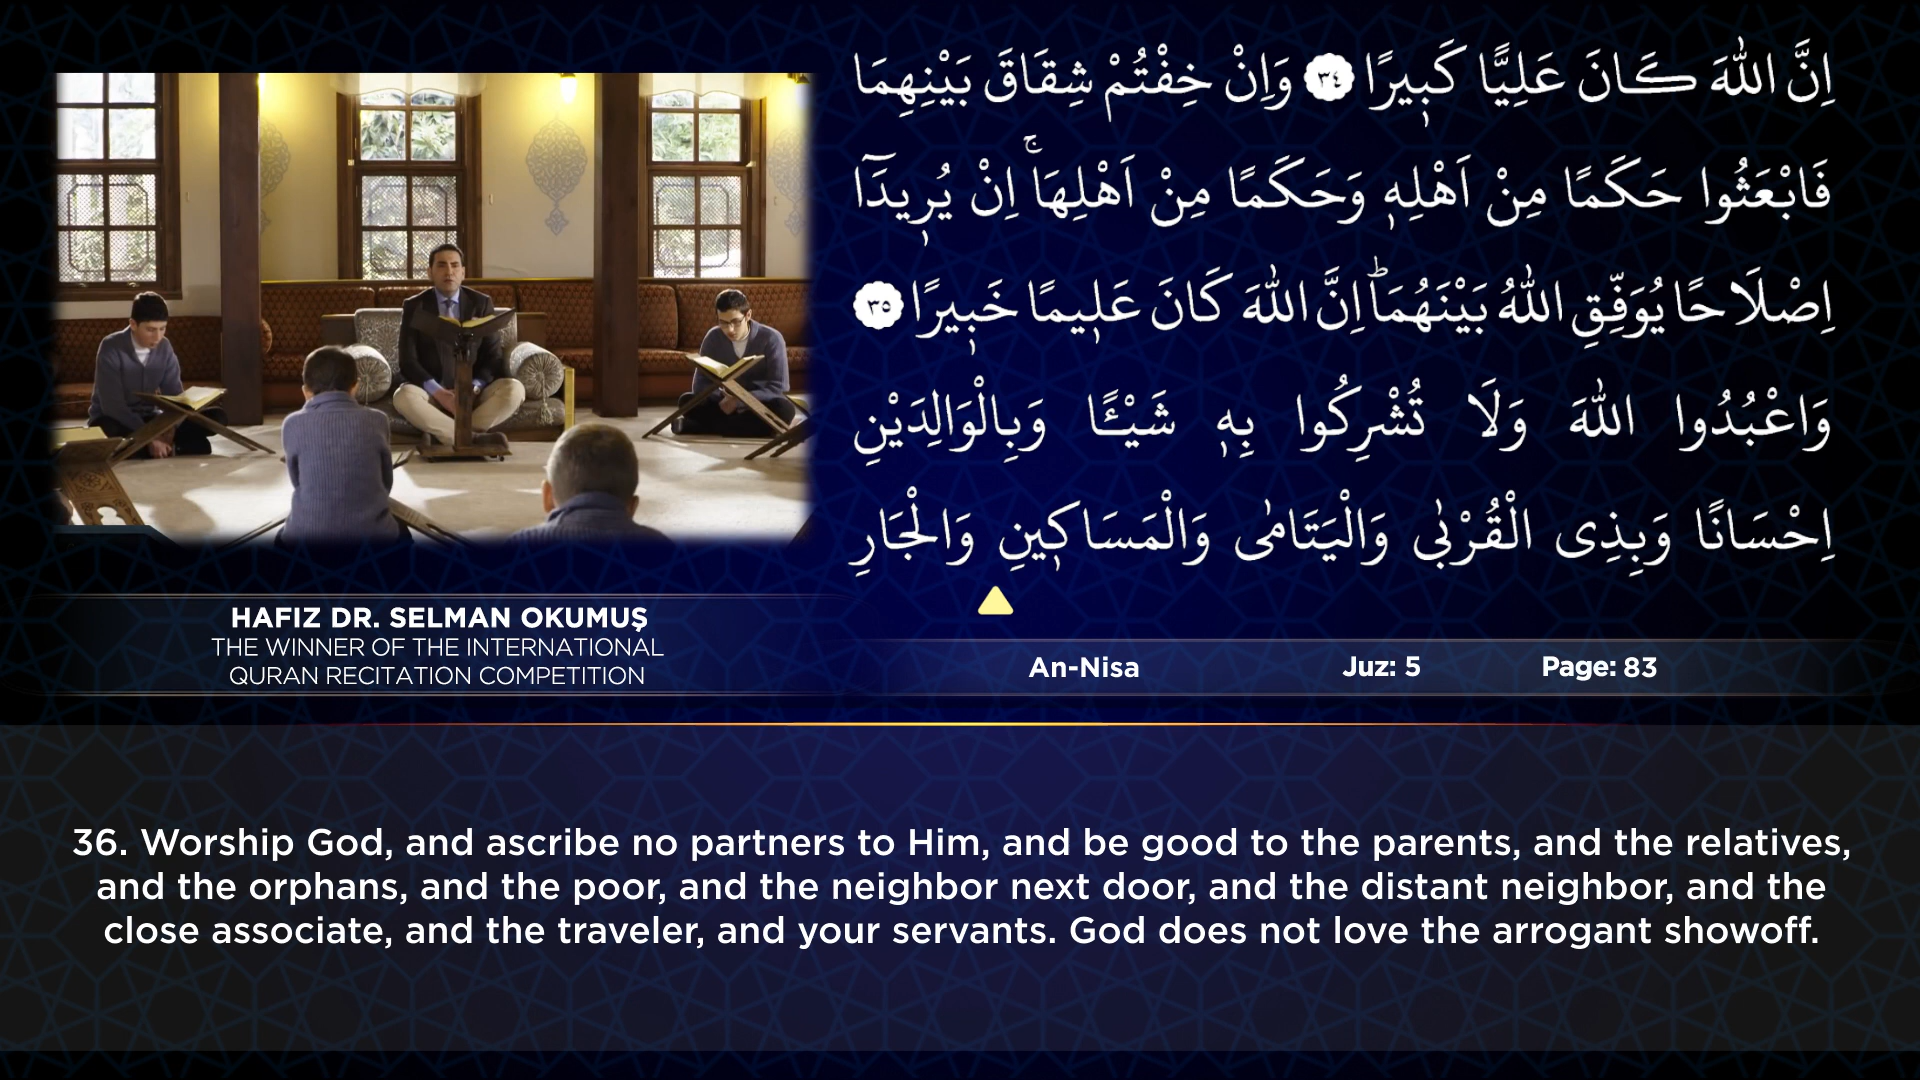 اِنَّ اللّٰهَ كَانَ عَلِيًّا كَبٖيرًا ٣٤ وَاِنْ خِفْتُمْ شِقَاقَ بَيْنِهِمَا
فَابْعَثُوا حَكَمًا مِنْ اَهْلِهٖ وَحَكَمًا مِنْ اَهْلِهَاۚ اِنْ يُرٖيدَٓا
اِصْلَاحًا يُوَفِّقِ اللّٰهُ بَيْنَهُمَاؕ اِنَّ اللّٰهَ كَانَ عَلٖيمًا خَبٖيرًا ٣٥
وَاعْبُدُوا اللّٰهَ وَلَا تُشْرِكُوا بِهٖ شَيْـًٔا وَبِالْوَالِدَيْنِ
اِحْسَانًا وَبِذِى الْقُرْبٰى وَالْيَتَامٰى وَالْمَسَاكٖينِ وَالْجَارِ
HAFIZ DR. SELMAN OKUMUŞ
THE WINNER OF THE INTERNATIONAL
QURAN RECITATION COMPETITION
An-Nisa Juz: 5 Page: 83
36. Worship God, and ascribe no partners to Him, and be good to the parents, and the relatives,
and the orphans, and the poor, and the neighbor next door, and the distant neighbor, and the
close associate, and the traveler, and your servants. God does not love the arrogant showoff.